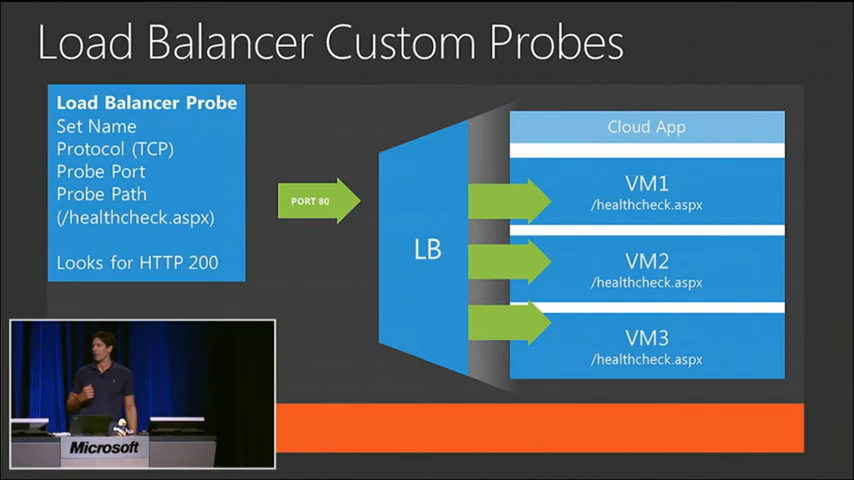 Load Balancer Custom Probes
Load Balancer Probe
Set Name
Protocol (TCP)
Probe Port
Probe Path
(/healthcheck.aspx)
Looks for HTTP 200
PORT 80
LB
Cloud App
VM1
/healthcheck.aspx
VM2
/healthcheck.aspx
VM3
/healthcheck.aspx
Microsoft